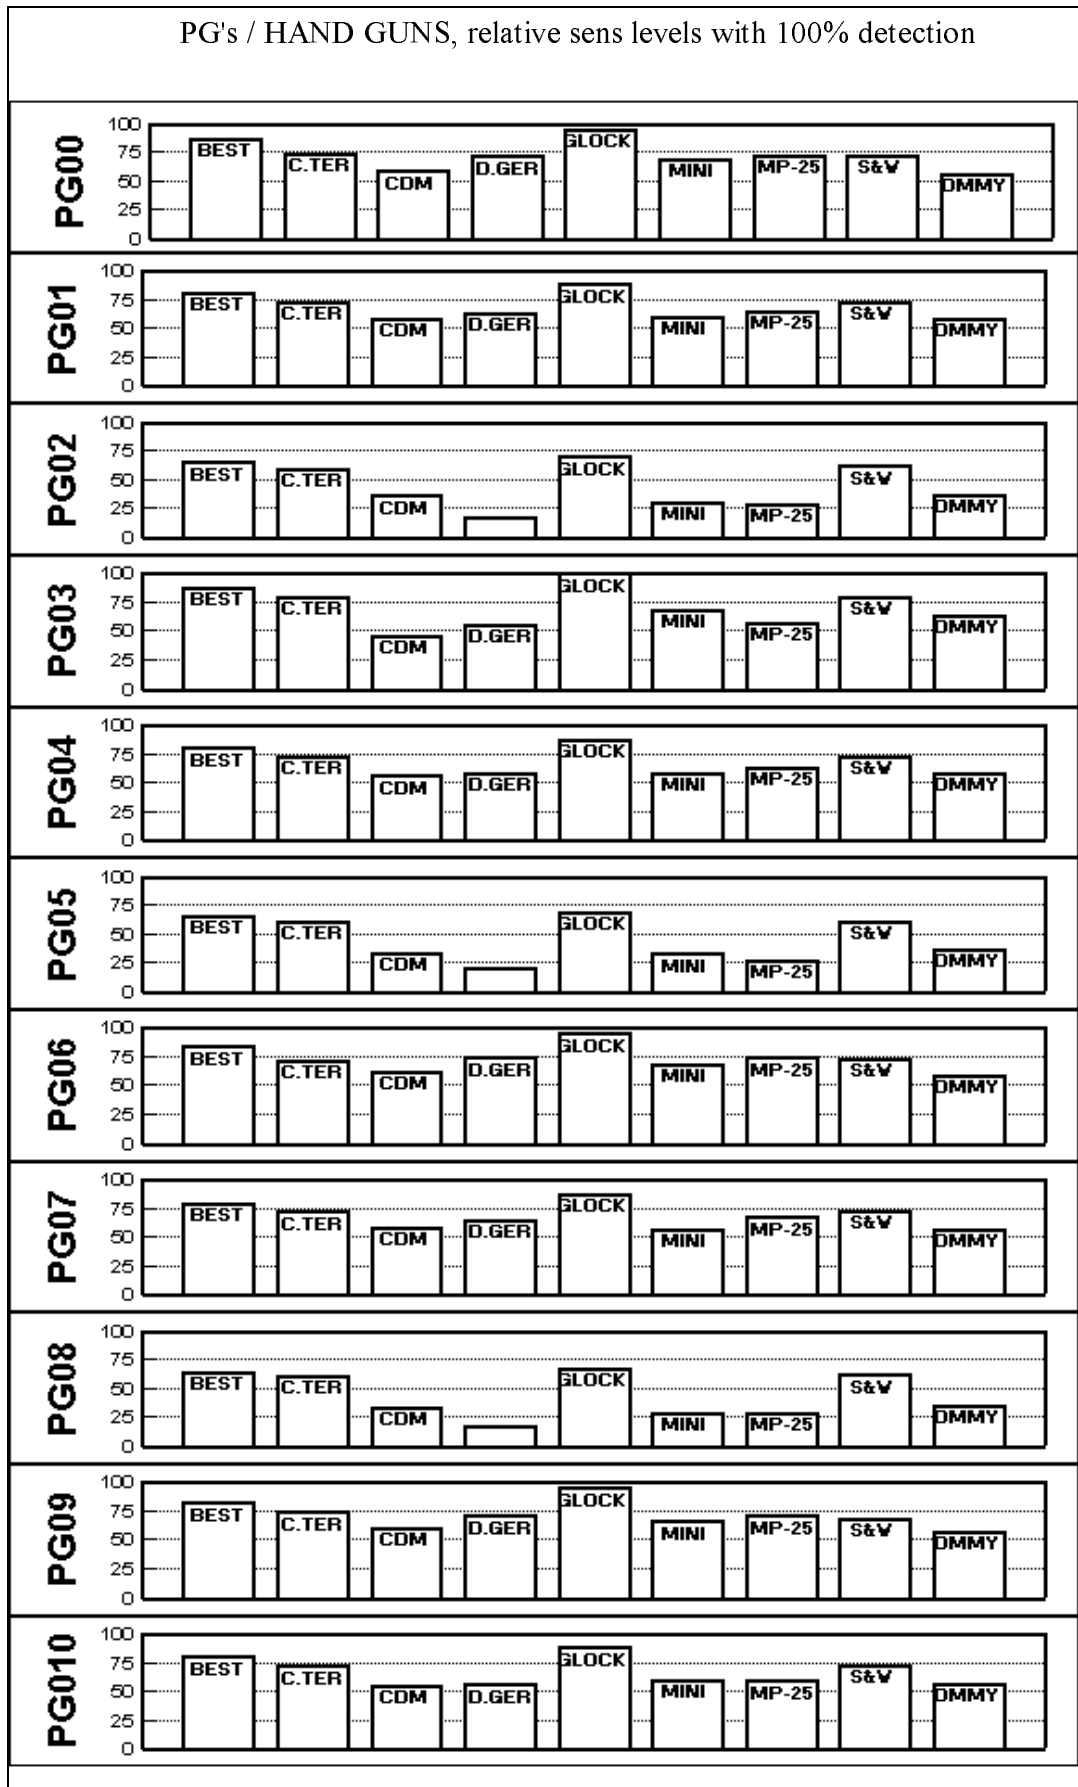 PG's / HAND GUNS, relative sens levels with 100% detection
PG00
100
75
50
25
0
BEST C.TER CDM D.GER GLOCK MINI MP-25 S&W DMMY
PG01
100
75
50
25
0
BEST C.TER CDM D.GER GLOCK MINI MP-25 S&W DMMY
PG02
100
75
50
25
0
BEST C.TER CDM GLOCK MINI MP-25 S&W DMMY
PG03
100
75
50
25
0
BEST C.TER CDM D.GER GLOCK MINI MP-25 S&W DMMY
PG04
100
75
50
25
0
BEST C.TER CDM D.GER GLOCK MINI MP-25 S&W DMMY
PG05
100
75
50
25
0
BEST C.TER CDM GLOCK MINI MP-25 S&W DMMY
PG06
100
75
50
25
0
BEST C.TER CDM D.GER GLOCK MINI MP-25 S&W DMMY
PG07
100
75
50
25
0
BEST C.TER CDM D.GER GLOCK MINI MP-25 S&W DMMY
PG08
100
75
50
25
0
BEST C.TER CDM GLOCK MINI MP-25 S&W DMMY
PG09
100
75
50
25
0
BEST C.TER CDM D.GER GLOCK MINI MP-25 S&W DMMY
PG010
100
75
50
25
0
BEST C.TER CDM D.GER GLOCK MINI MP-25 S&W DMMY